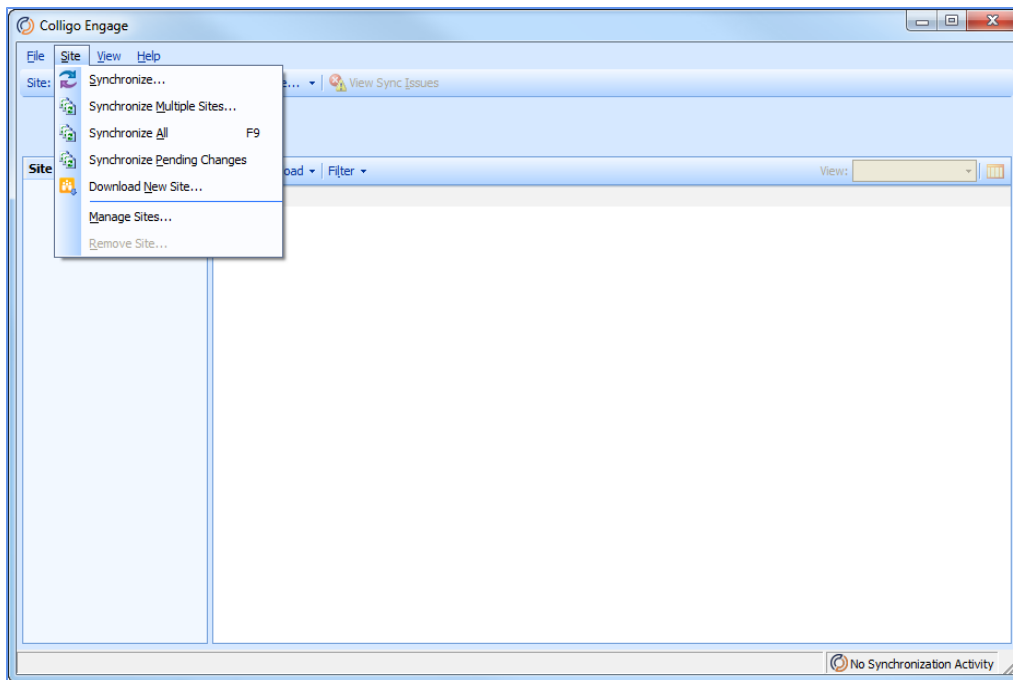 Colligo Engage
File Site View Help
Site: e... View Sync Issues
Synchronize...
Synchronize Multiple Sites...
Synchronize All F9
Synchronize Pending Changes
Download New Site...
Manage Sites...
Remove Site...
Site oad Filter View:
No Synchronization Activity